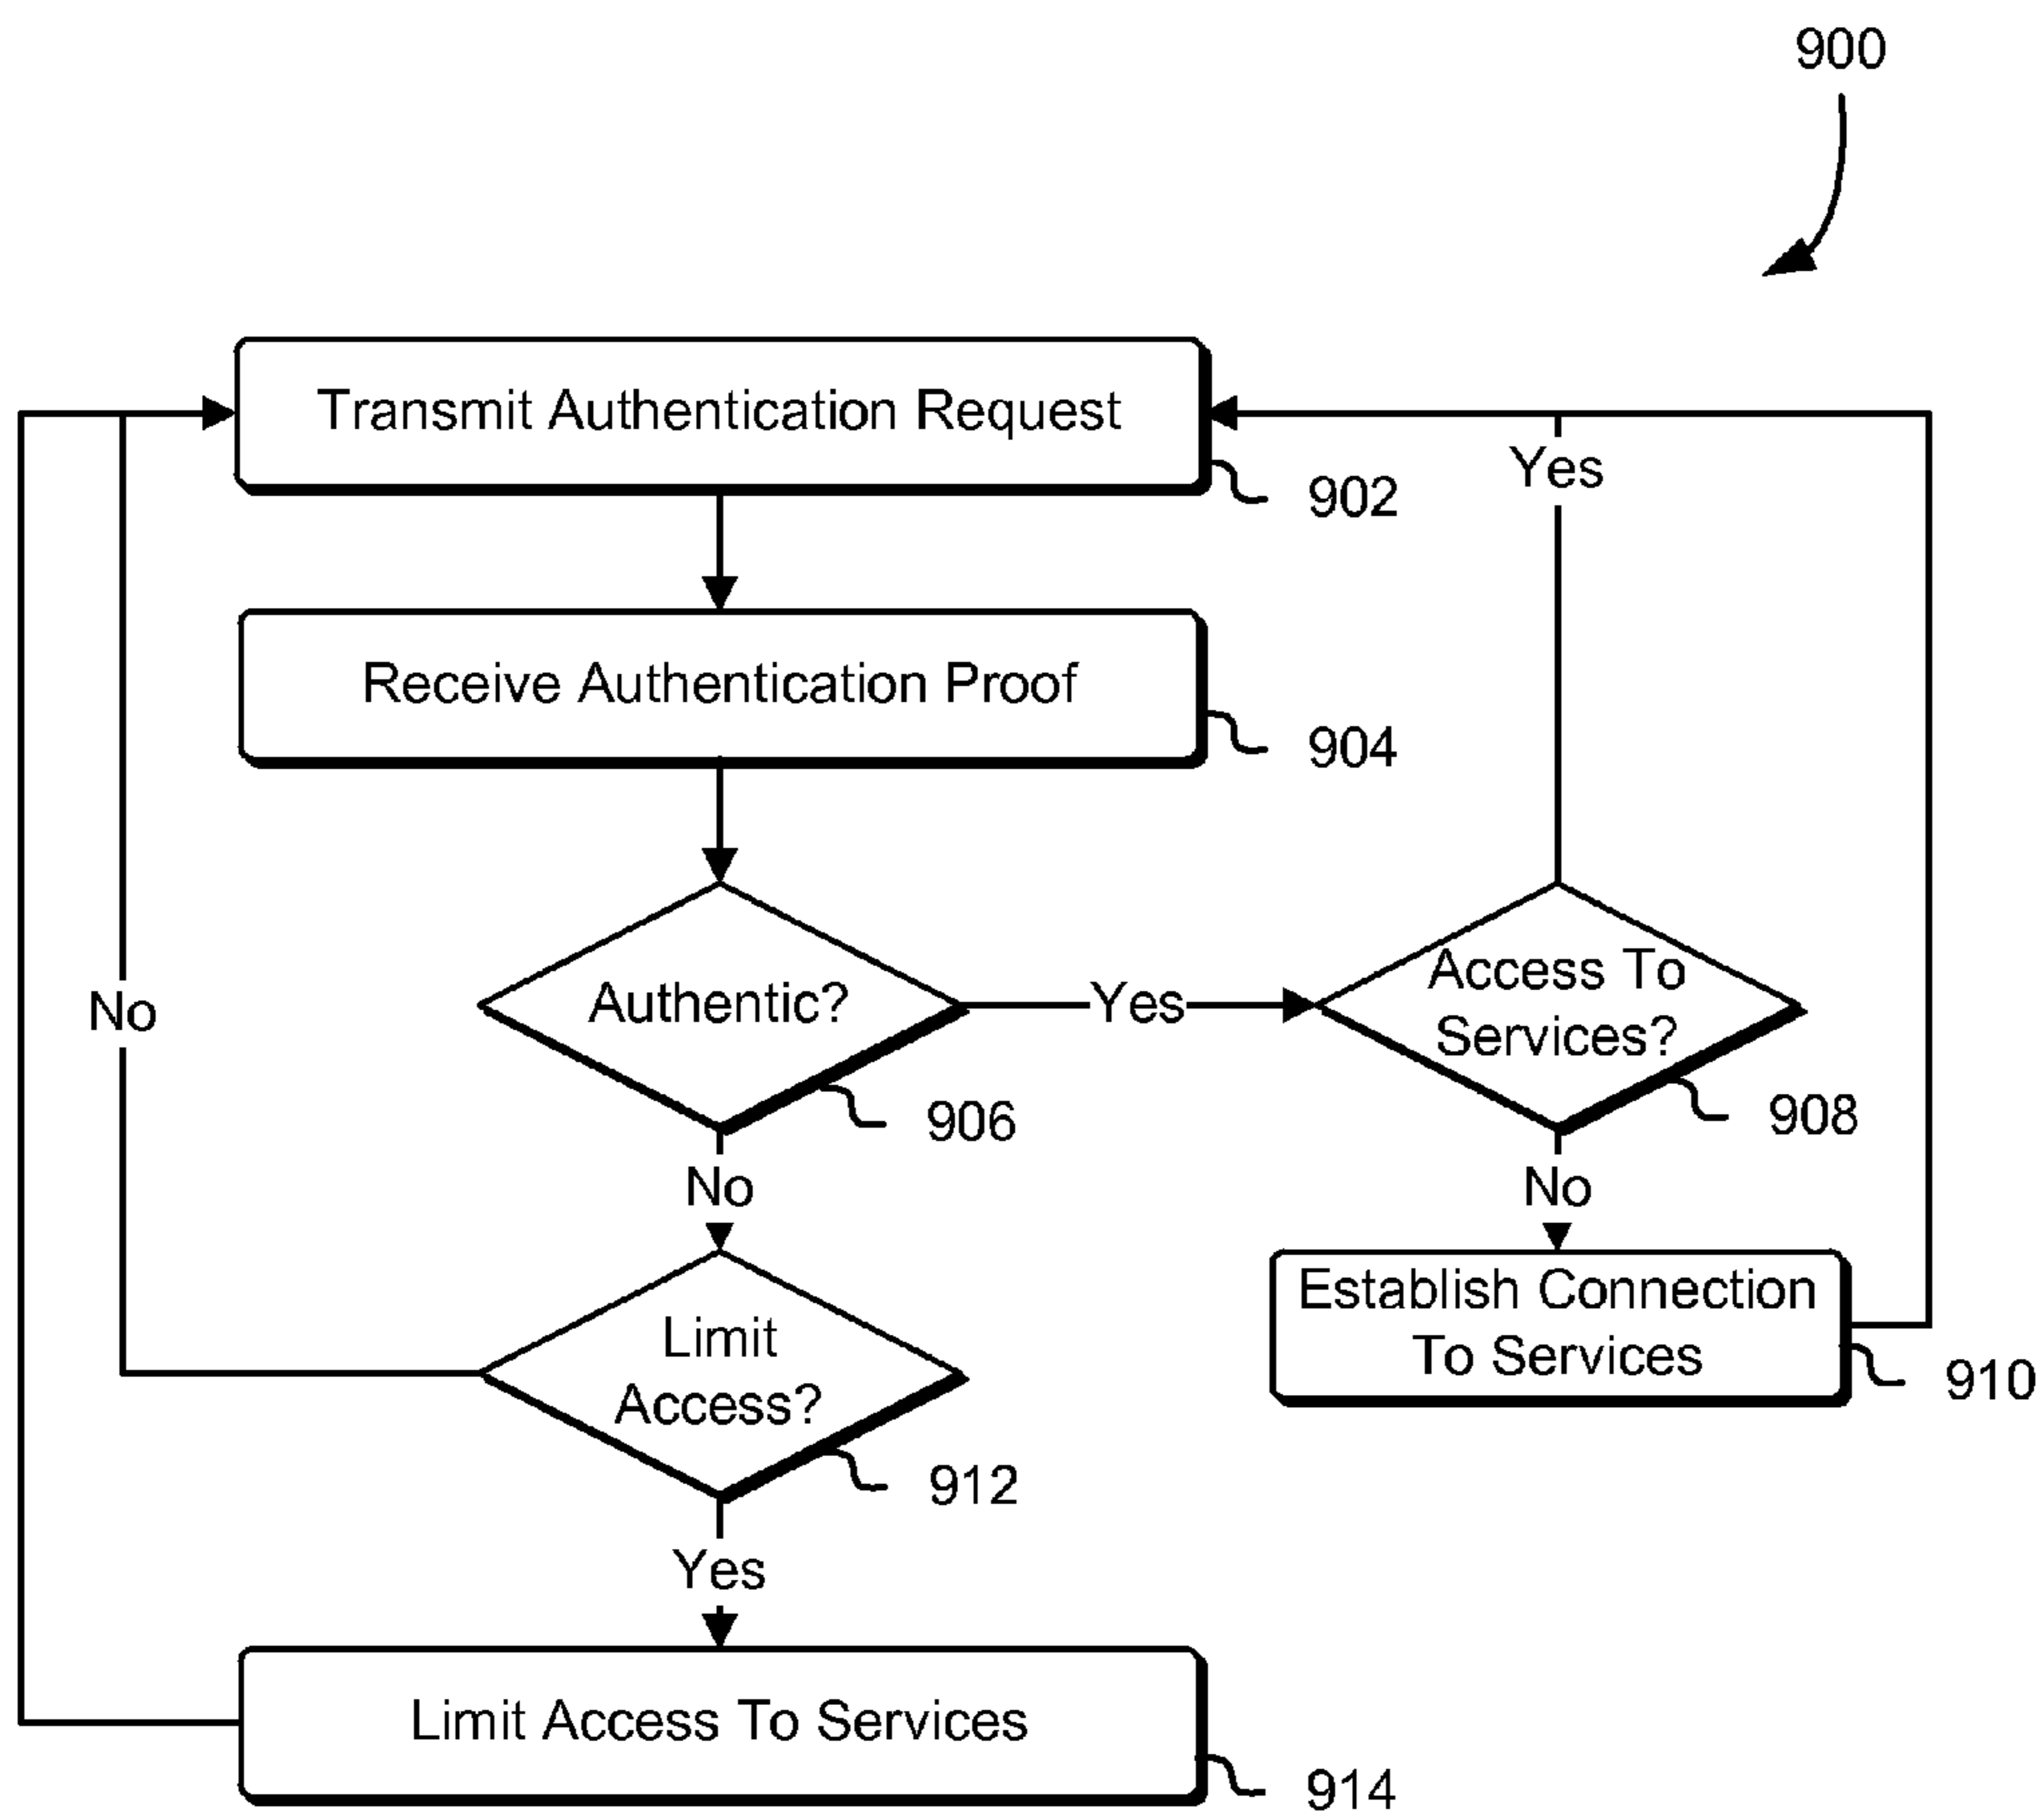 900
Transmit Authentication Request
902
Yes
Receive Authentication Proof
904
No
Authentic?
Yes
Access To
Services?
906
908
No
No
Limit
Access?
Establish Connection
To Services
910
912
Yes
Limit Access To Services
914